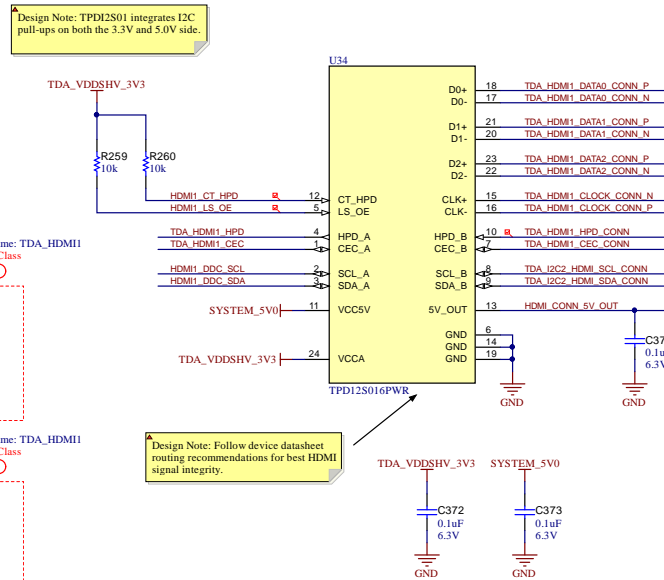 Design Note: TPDI2S01 integrates I2C
pull-ups on both the 3.3V and 5.0V side.
TDA_VDDSHV_3V3
R259
10k
R260
10k
U34
HDMI1_CT_HPD
12
CT_HPD
HDMI1_LS_OE
5
LS_OE
TDA_HDMI1_HPD
4
HPD_A
TDA_HDMI1_CEC
1
CEC_A
HDMI1_DDC_SCL
2
SCL_A
HDMI1_DDC_SDA
3
SDA_A
SYSTEM_5V0
11
VCC5V
TDA_VDDSHV_3V3
24
VCCA
D0+
18
TDA_HDMI1_DATA0_CONN_P
D0-
17
TDA_HDMI1_DATA0_CONN_N
D1+
21
TDA_HDMI1_DATA1_CONN_P
D1-
20
TDA_HDMI1_DATA1_CONN_N
D2+
23
TDA_HDMI1_DATA2_CONN_P
D2-
22
TDA_HDMI1_DATA2_CONN_N
CLK+
15
TDA_HDMI1_CLOCK_CONN_N
CLK-
16
TDA_HDMI1_CLOCK_CONN_P
HPD_B
10
TDA_HDMI1_HPD_CONN
CEC_B
7
TDA_HDMI1_CEC_CONN
SCL_B
8
TDA_I2C2_HDMI_SCL_CONN
SDA_B
9
TDA_I2C2_HDMI_SDA_CONN
5V_OUT
13
HDMI_CONN_5V_OUT
GND
6
GND
14
GND
19
TPD12S016PWR
GND
C37
0.1u
6.3V
GND
me: TDA_HDMI1
Class
me: TDA_HDMI1
Class
Design Note: Follow device datasheet
routing recommendations for best HDMI
signal integrity.
TDA_VDDSHV_3V3
C372
0.1uF
6.3V
GND
SYSTEM_5V0
C373
0.1uF
6.3V
GND